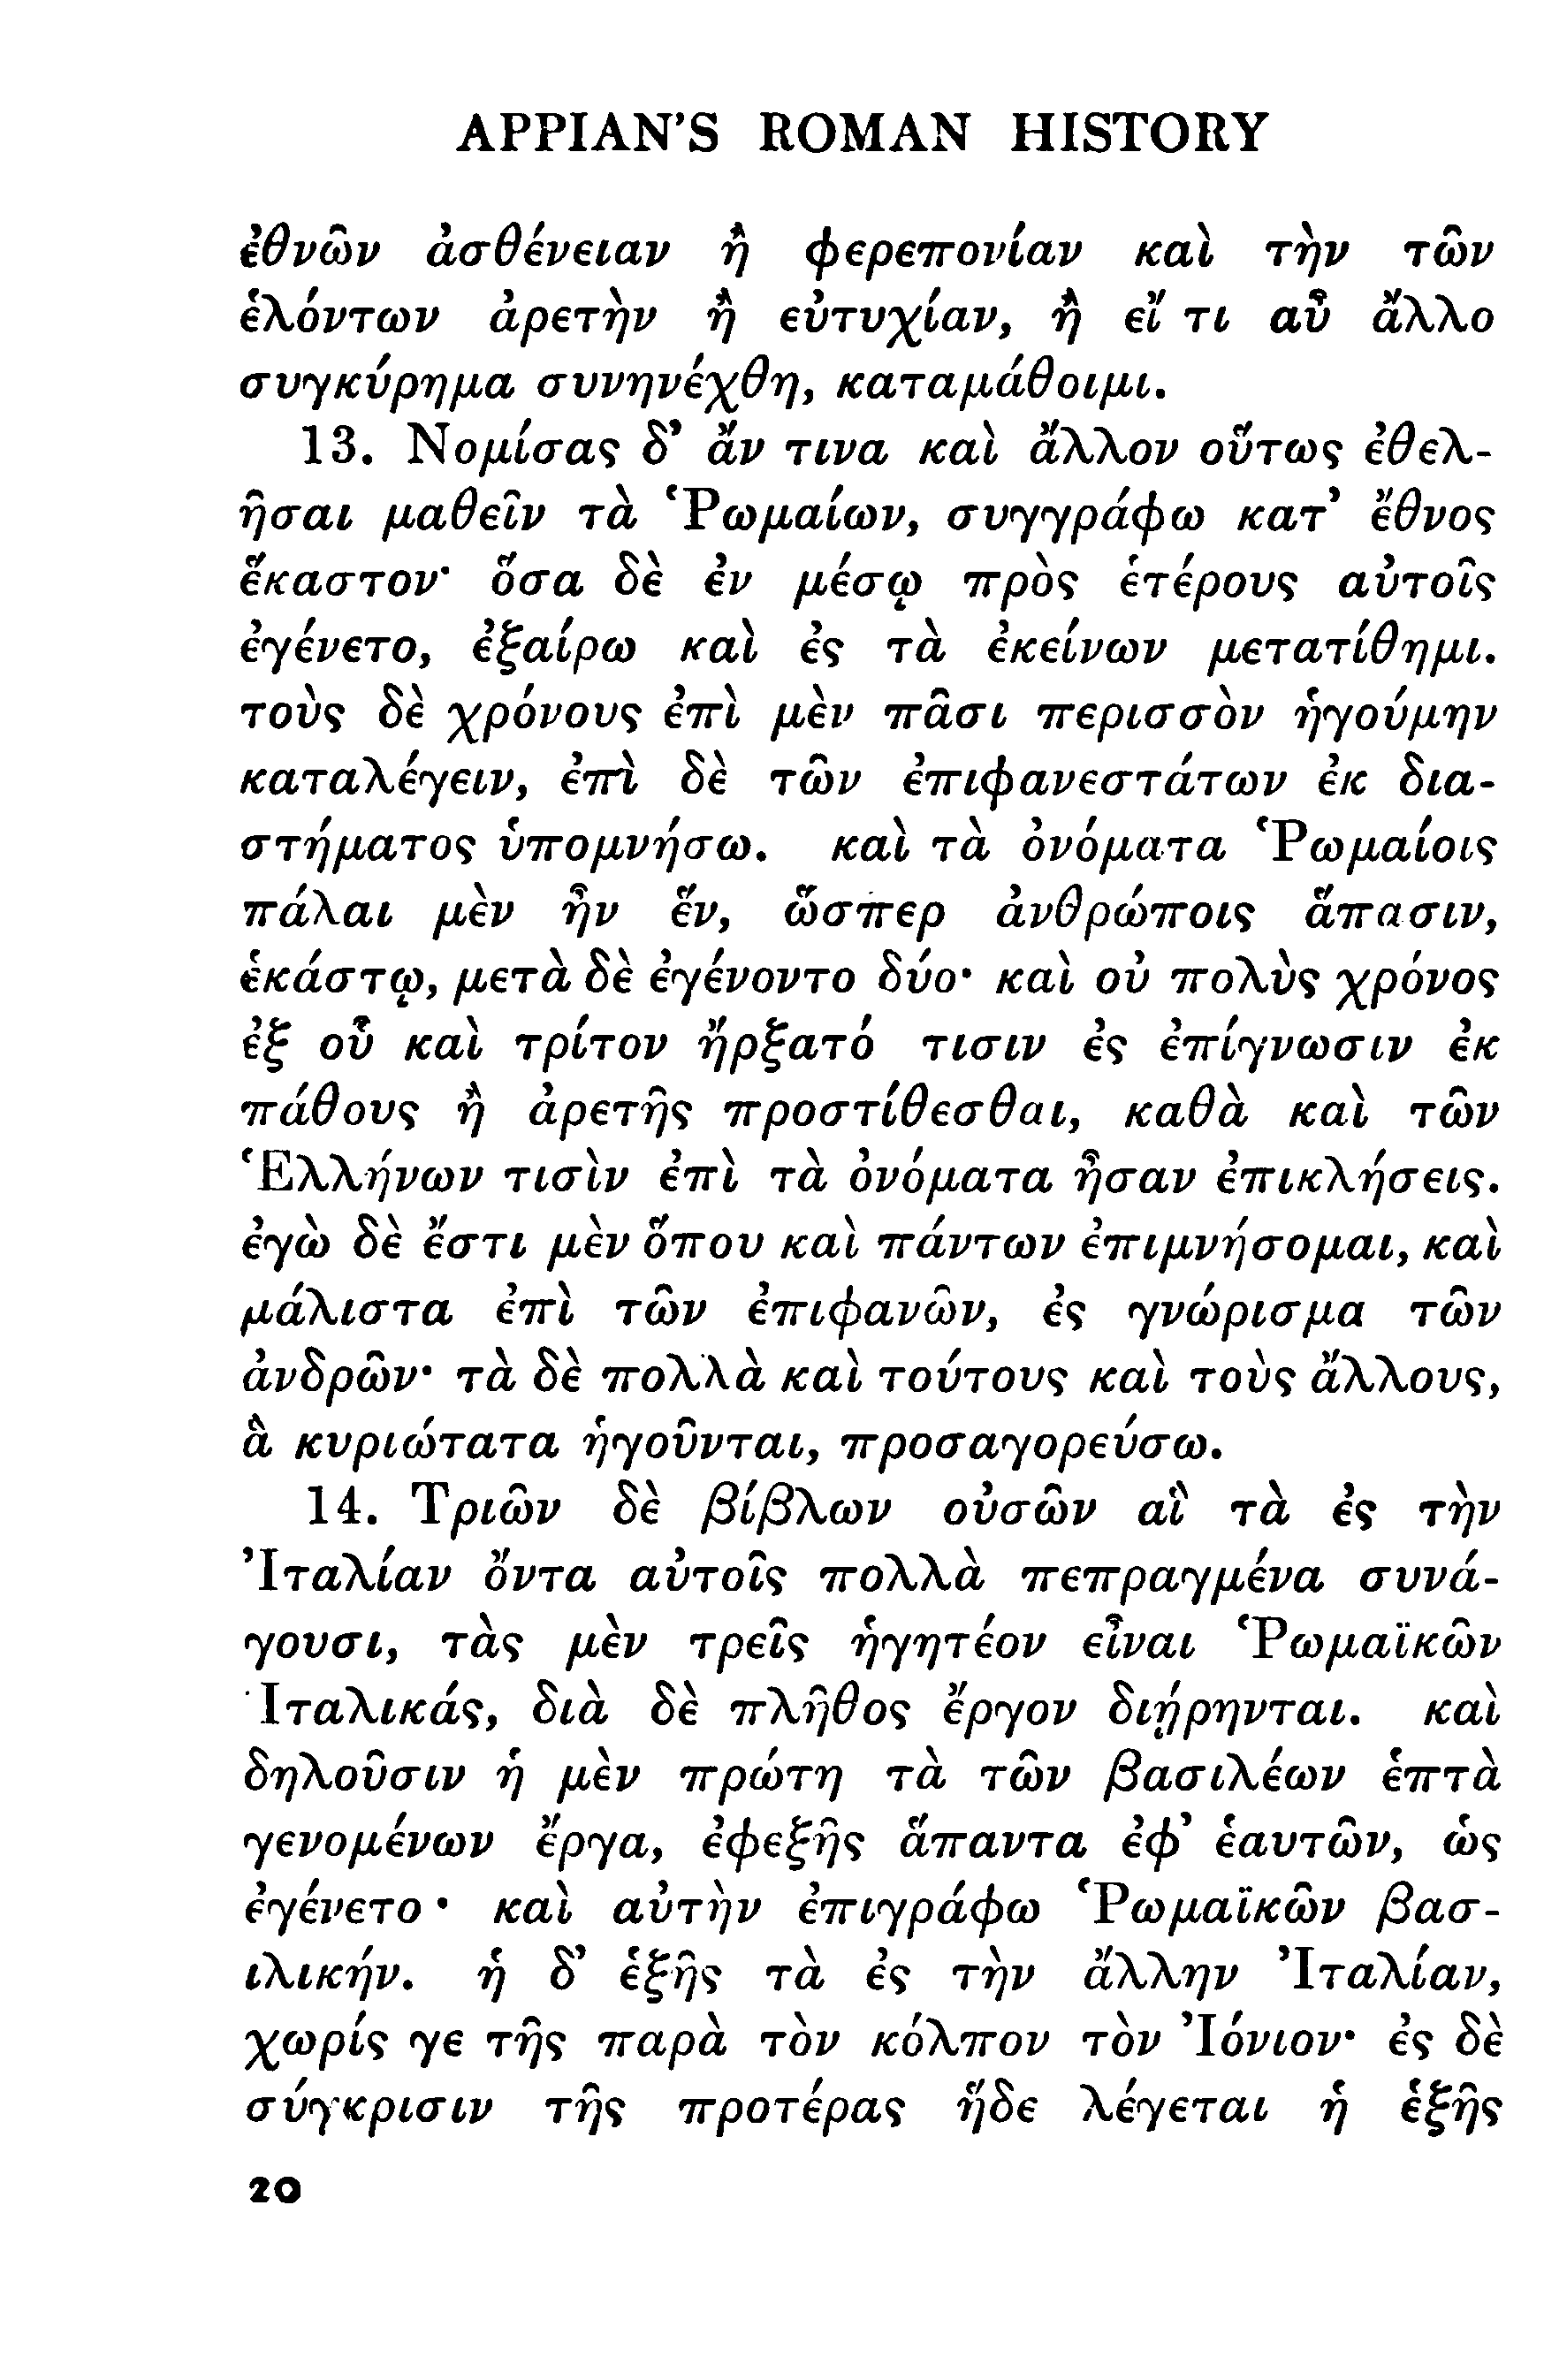 APPIAN'S ROMAN HISTORY
ἐθνῶν ἀσθένειαν ἢ φερεπονίαν καὶ τὴν τῶν
ἑλόντων ἀρετὴν ἢ εὐτυχίαν, ἢ εἴ τι αὖ ἄλλο
συγκύρημα συνηνέχθη, καταμάθοιμι.
13. Νομίσας δ' ἄν τινα καὶ ἄλλον οὕτως ἐθελ-
ῆσαι μαθεῖν τὰ Ῥωμαίων, συγγράφω κατ' ἔθνος
ἕκαστον· ὅσα δὲ ἐν μέσῳ πρὸς ἑτέρους αὐτοῖς
ἐγένετο, ἐξαίρω καὶ ἐς τὰ ἐκείνων μετατίθημι.
τοὺς δὲ χρόνους ἐπὶ μὲν πᾶσι περισσὸν ἡγούμην
καταλέγειν, ἐπὶ δὲ τῶν ἐπιφανεστάτων ἐκ δια-
στήματος ὑπομνήσω. καὶ τὰ ὀνόματα Ῥωμαίοις
πάλαι μὲν ἦν ἕν, ὥσπερ ἀνθρώποις ἅπασιν,
ἑκάστῳ, μετὰ δὲ ἐγένοντο δύο· καὶ οὐ πολὺς χρόνος
ἐξ οὗ καὶ τρίτον ἤρξατό τισιν ἐς ἐπίγνωσιν ἐκ
πάθους ἢ ἀρετῆς προστίθεσθαι, καθὰ καὶ τῶν
Ἑλλήνων τισὶν ἐπὶ τὰ ὀνόματα ἦσαν ἐπικλήσεις.
ἐγὼ δὲ ἔστι μὲν ὅπου καὶ πάντων ἐπιμνήσομαι, καὶ
μάλιστα ἐπὶ τῶν ἐπιφανῶν, ἐς γνώρισμα τῶν
ἀνδρῶν· τὰ δὲ πολλὰ καὶ τούτους καὶ τοὺς ἄλλους,
ἃ κυριώτατα ἡγοῦνται, προσαγορεύσω.
14. Τριῶν δὲ βίβλων οὐσῶν αἳ τὰ ἐς τὴν
Ἰταλίαν ὄντα αὐτοῖς πολλὰ πεπραγμένα συνά-
γουσι, τὰς μὲν τρεῖς ἡγητέον εἶναι Ῥωμαϊκῶν
Ἰταλικάς, διὰ δὲ πλῆθος ἔργον διῄρηνται. καὶ
δηλοῦσιν ἡ μὲν πρώτη τὰ τῶν βασιλέων ἑπτὰ
γενομένων ἔργα, ἐφεξῆς ἅπαντα ἐφ' ἑαυτῶν, ὡς
ἐγένετο· καὶ αὐτὴν ἐπιγράφω Ῥωμαϊκῶν βασ-
ιλικήν. ἡ δ' ἑξῆς τὰ ἐς τὴν ἄλλην Ἰταλίαν,
χωρίς γε τῆς παρὰ τὸν κόλπον τὸν Ἰόνιον· ἐς δὲ
σύγκρισιν τῆς προτέρας ἥδε λέγεται ἡ ἑξῆς
20